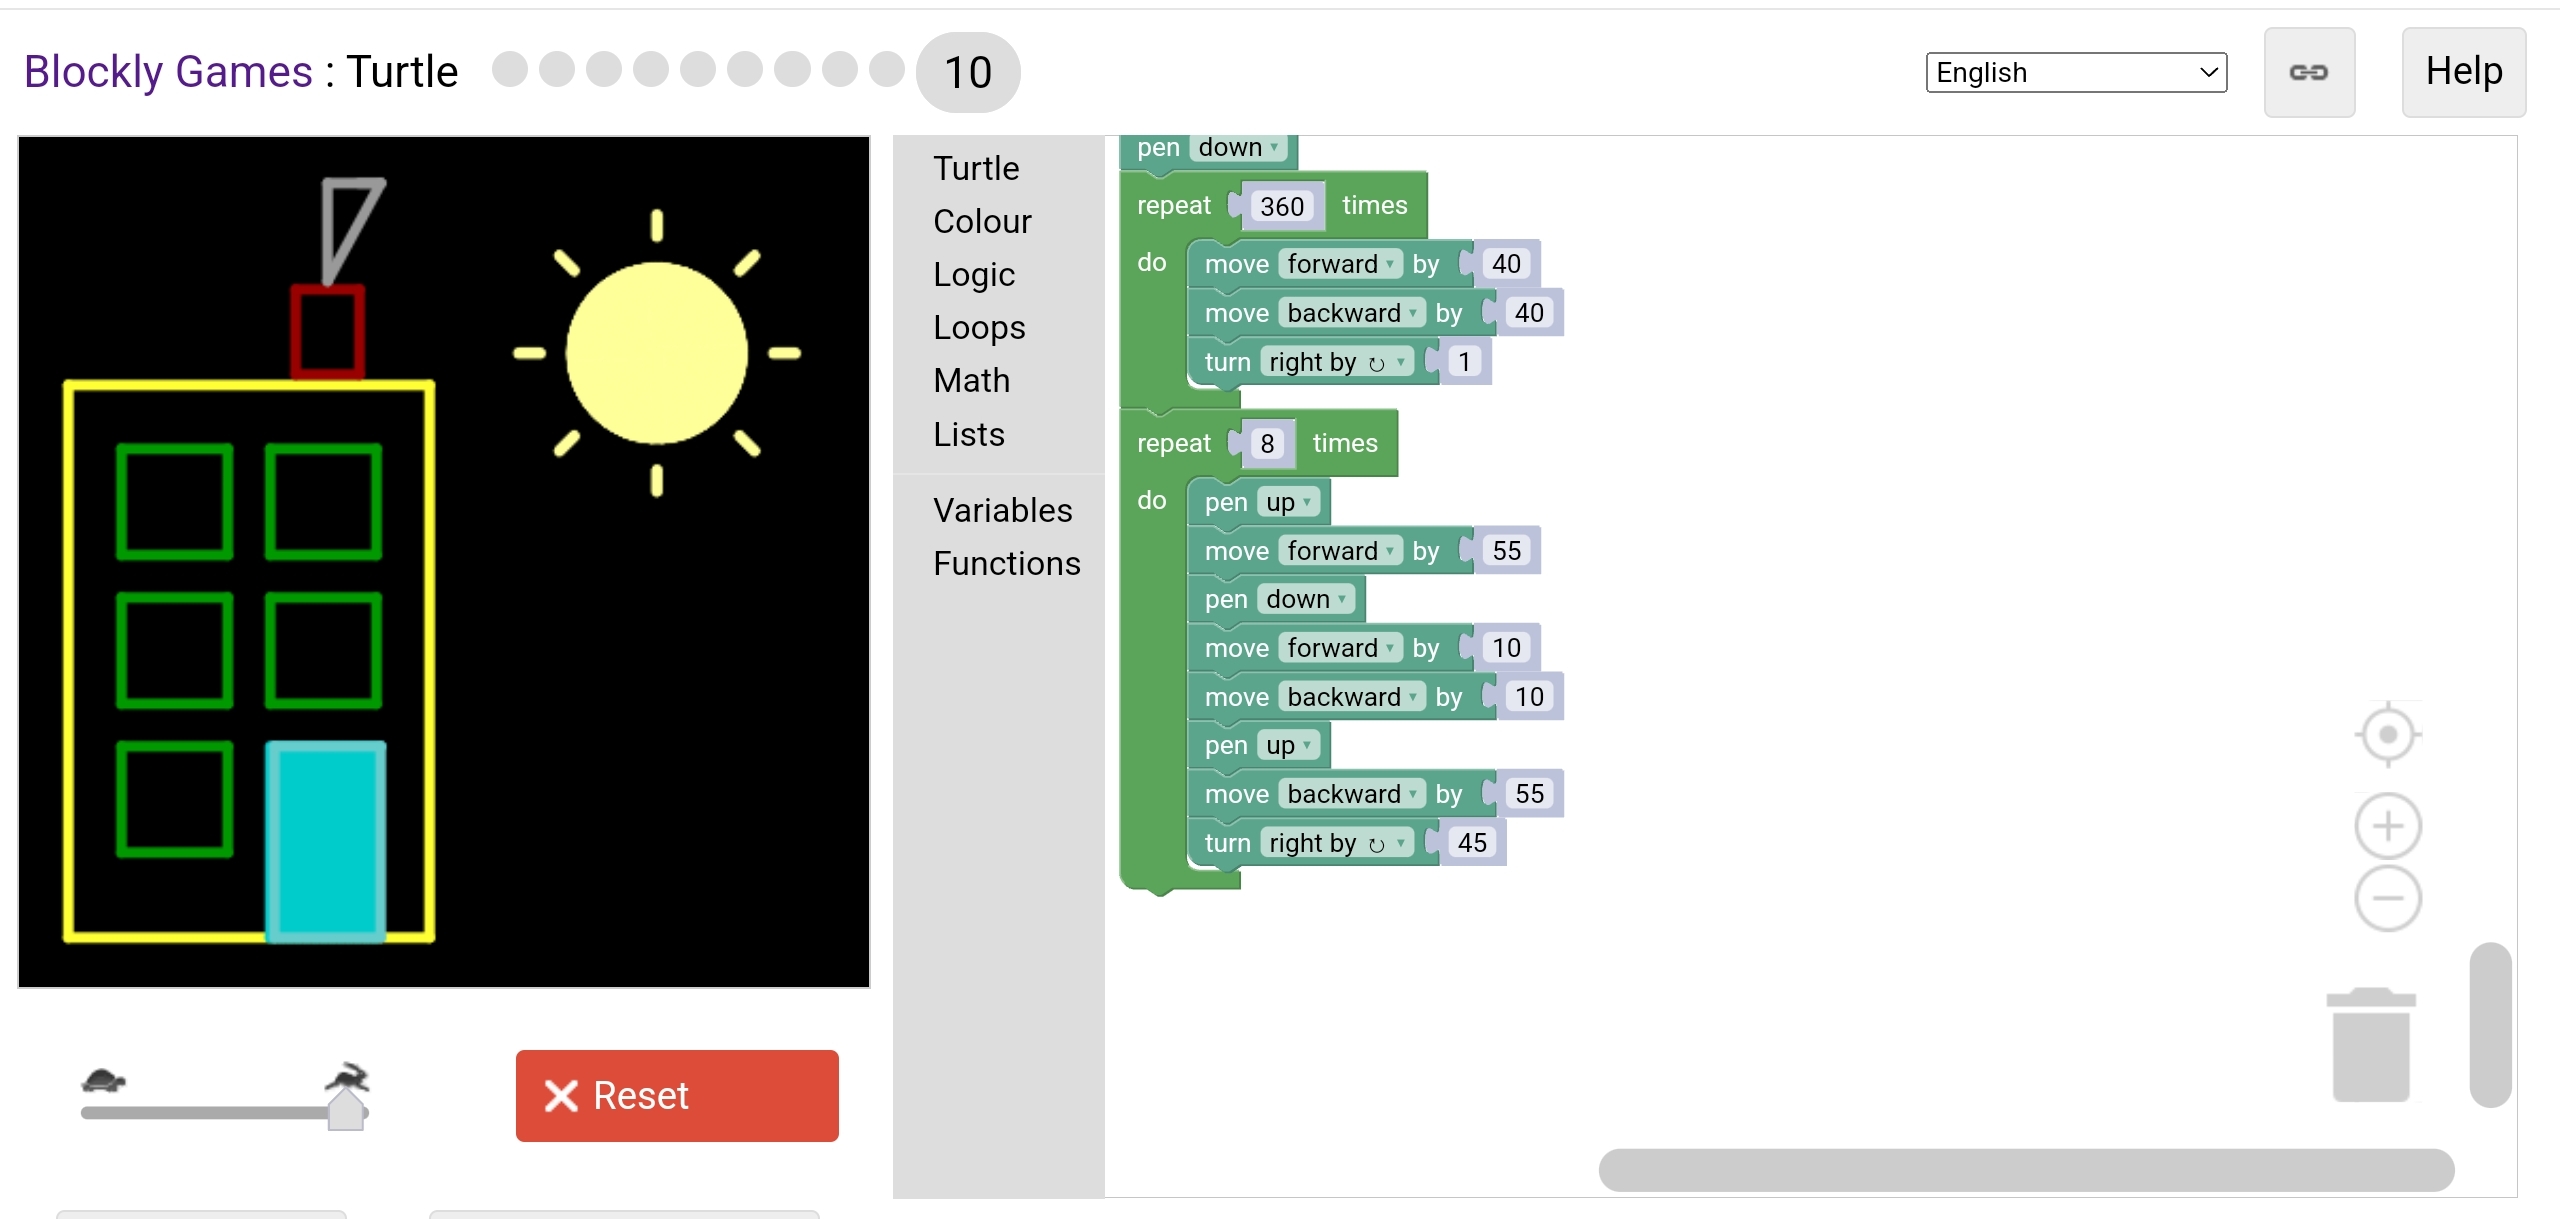 Blockly Games : Turtle 10 English Help
Turtle
Colour
Logic
Loops
Math
Lists
Variables
Functions
pen down
repeat 360 times
do move forward by 40
move backward by 40
turn right by ↻ 1
repeat 8 times
do pen up
move forward by 55
pen down
move forward by 10
move backward by 10
pen up
move backward by 55
turn right by ↻ 45
Reset